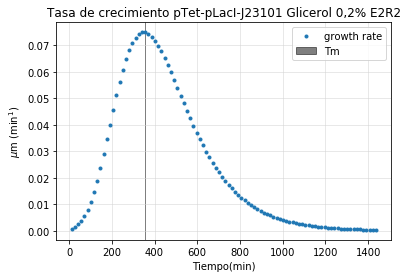 Tasa de crecimiento pTet-pLacI-J23101 Glicerol 0,2% E2R2
growth rate
Tm
0.07
0.06
0.05
0.04
0.03
0.02
0.01
0.00
μm (min¹)
0 200 400 600 800 1000 1200 1400
Tiempo(min)